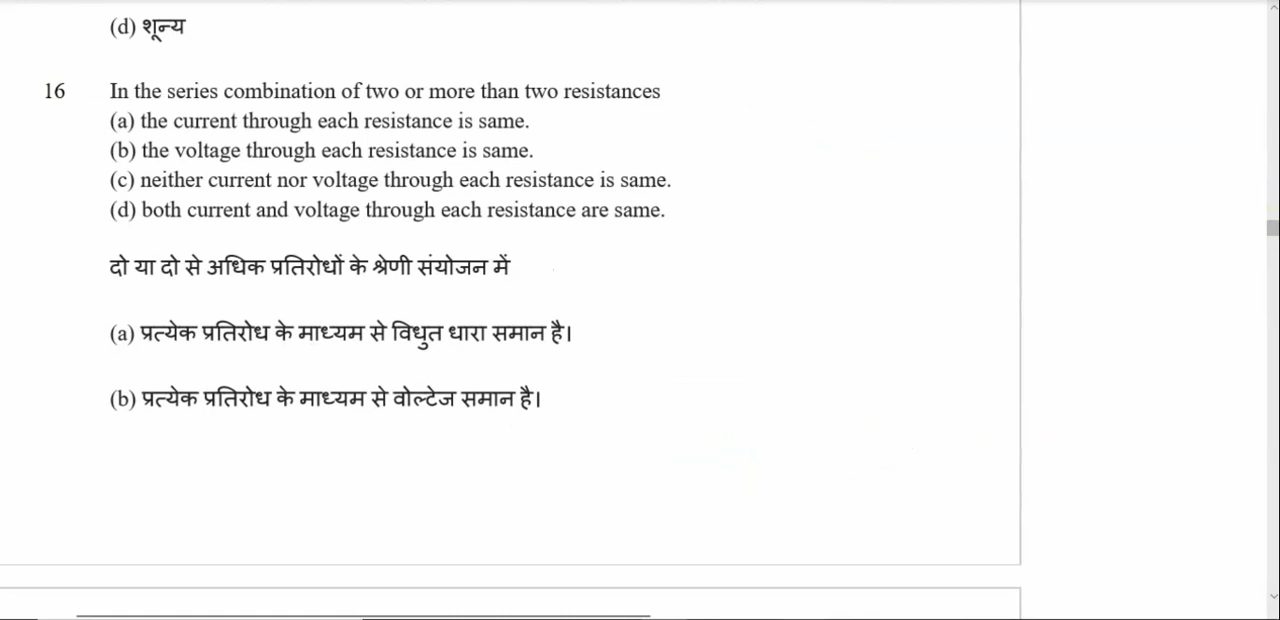 (d) शून्य
16 In the series combination of two or more than two resistances
(a) the current through each resistance is same.
(b) the voltage through each resistance is same.
(c) neither current nor voltage through each resistance is same.
(d) both current and voltage through each resistance are same.
दो या दो से अधिक प्रतिरोधों के श्रेणी संयोजन में
(a) प्रत्येक प्रतिरोध के माध्यम से विधुत धारा समान है।
(b) प्रत्येक प्रतिरोध के माध्यम से वोल्टेज समान है।